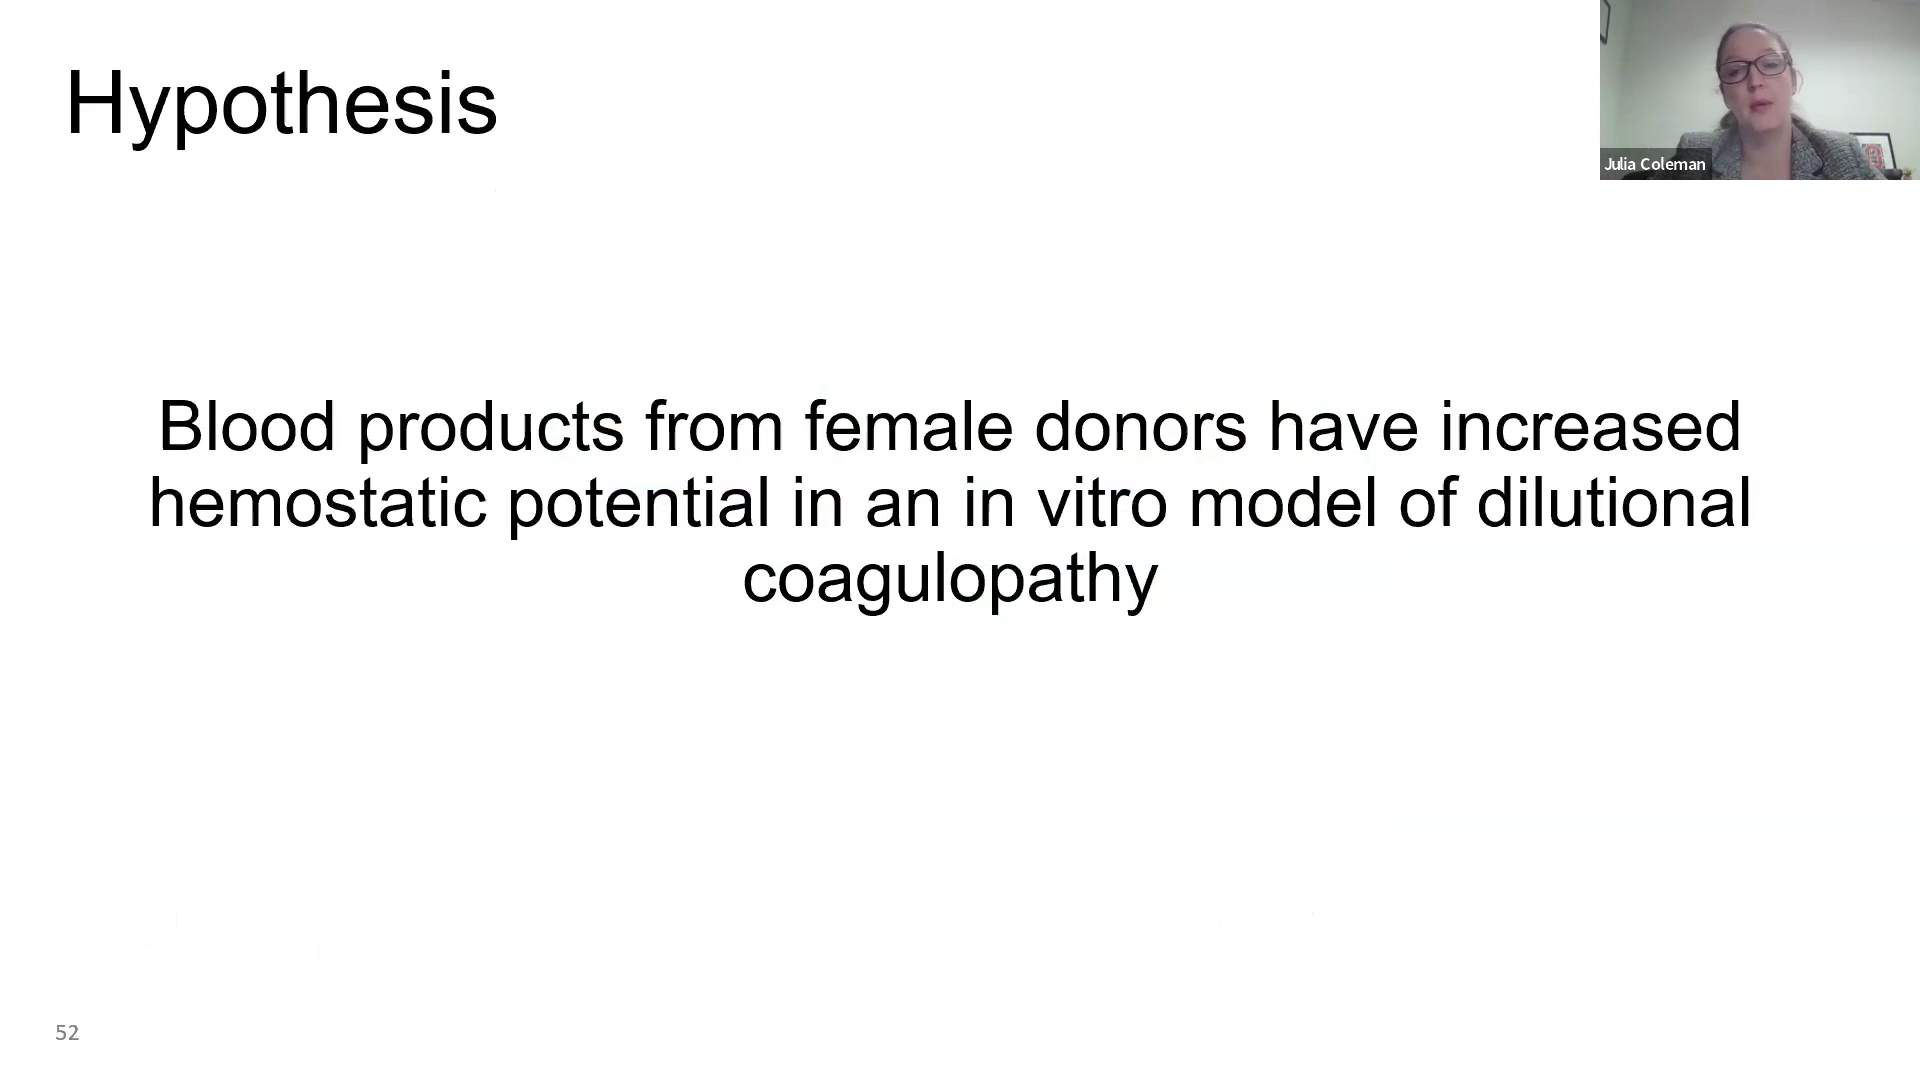 Hypothesis
Julia Coleman
Blood products from female donors have increased
hemostatic potential in an in vitro model of dilutional
coagulopathy
52